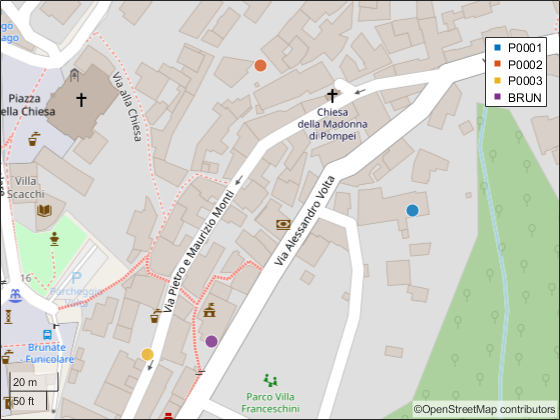 P0001
P0002
P0003
BRUN
Piazza
della Chiesa
Via alla Chiesa
Chiesa
della Madonna
di Pompei
Villa
Scacchi
Via Pietro e Maurizio Monti
Via Alessandro Volta
16
P
Parcheggio
Brunate
- Funicolare
Parco Villa
Franceschini
20 m
50 ft
©OpenStreetMap contributors